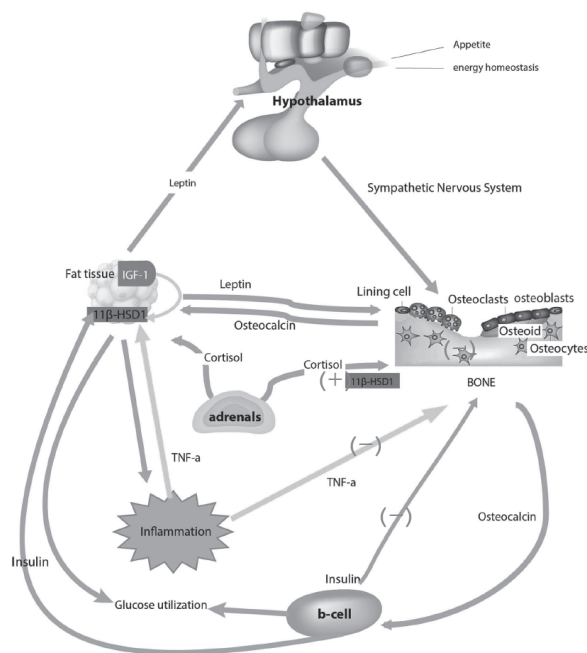 Appetite
energy homeostasis
Hypothalamus
Leptin
Sympathetic Nervous System
Fat tissue
IGF-1
11β-HSD1
Leptin
Osteocalcin
Lining cell
Osteoclasts
osteoblasts
Osteoid
Osteocytes
Cortisol
Cortisol
(+)
11β-HSD1
BONE
adrenals
TNF-a
(−)
TNF-a
Inflammation
(−)
Osteocalcin
Insulin
Insulin
Glucose utilization
b-cell